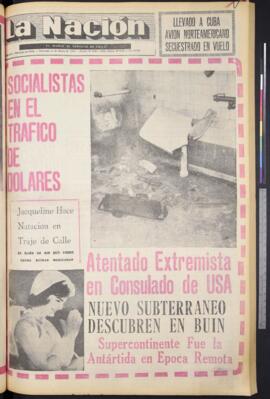 La Nación
LLEVADO A CUBA
AVION NORTEAMERICANO
SECUESTRADO EN VUELO
SOCIALISTAS
EN EL
TRAFICO
DE
DOLARES
Jacqueline Hace
Natación en
Traje de Calle
Atentado Extremista
en Consulado de USA
NUEVO SUBTERRANEO
DESCUBREN EN BUIN
Supercontinente Fue la
Antártida en Epoca Remota